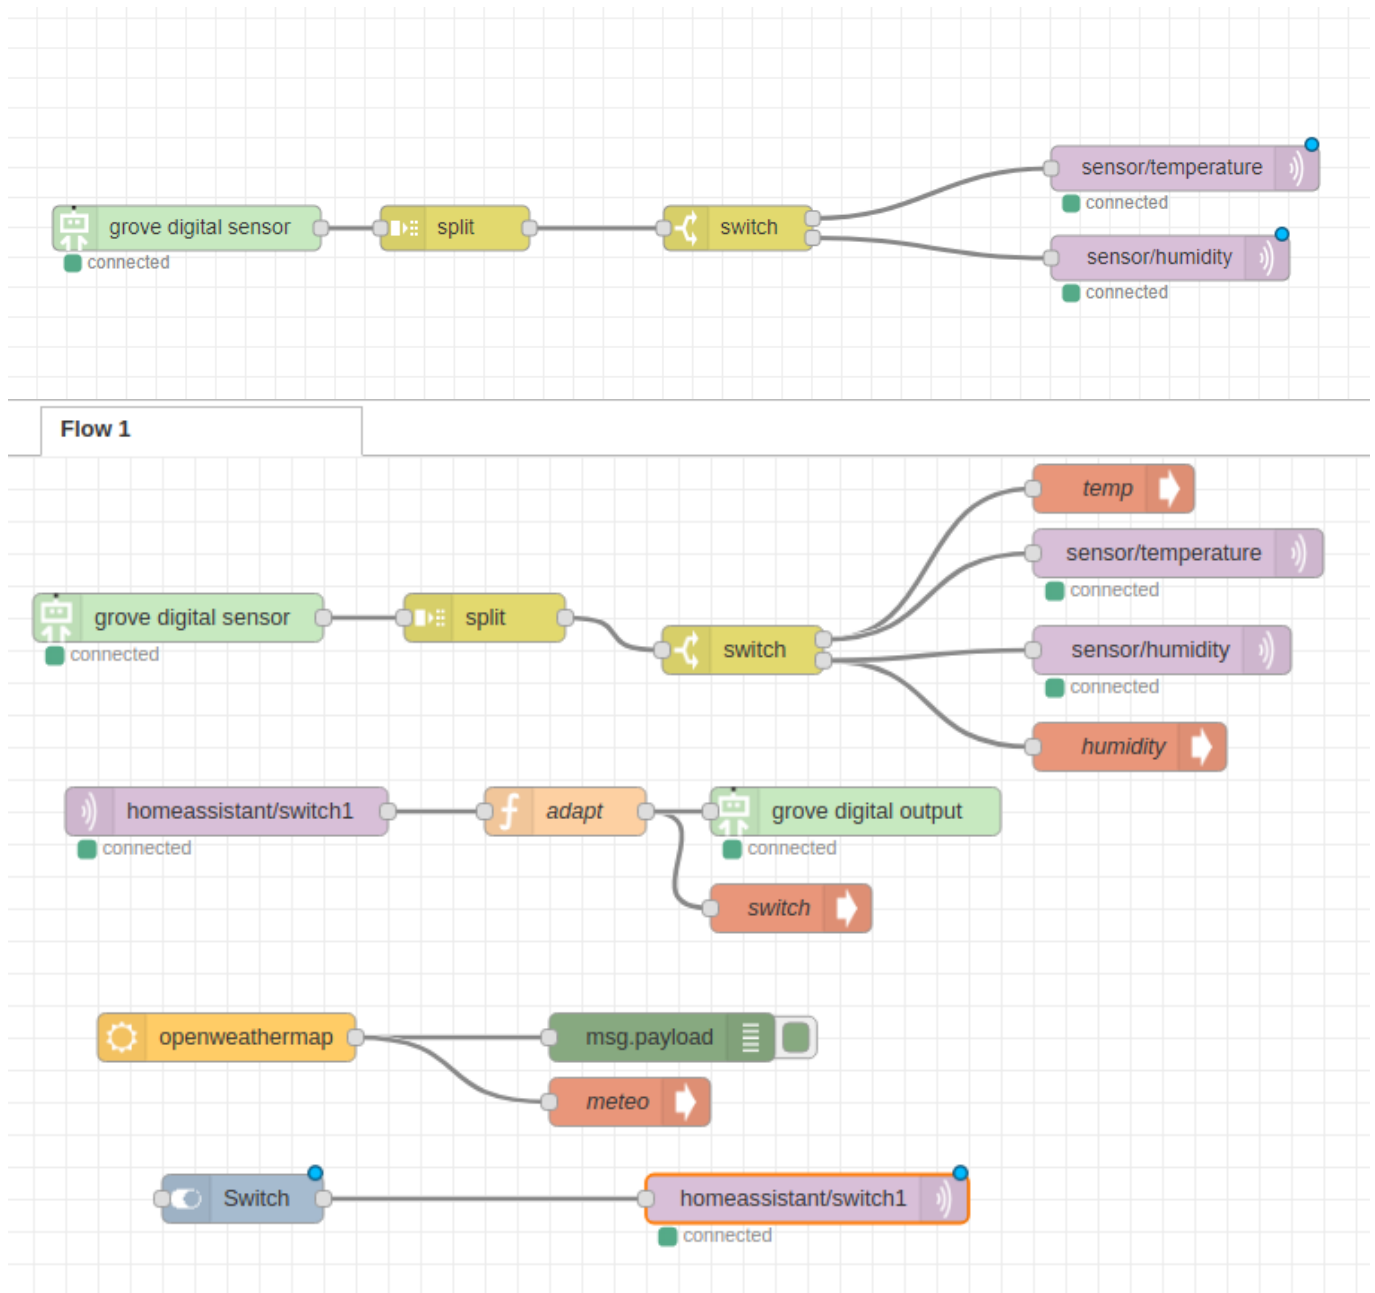 sensor/temperature
connected
grove digital sensor
split
switch
connected
sensor/humidity
connected
Flow 1
temp
sensor/temperature
connected
grove digital sensor
split
connected
switch
sensor/humidity
connected
humidity
homeassistant/switch1
adapt
grove digital output
connected
connected
switch
openweathermap
msg.payload
meteo
Switch
homeassistant/switch1
connected